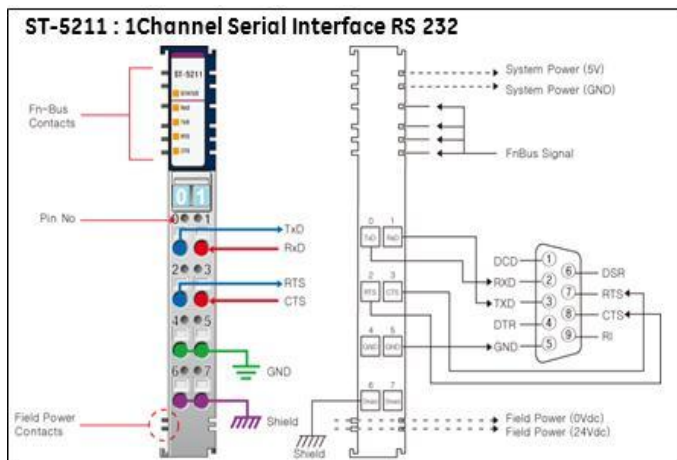 ST-5211 : 1Channel Serial Interface RS 232
ST-5211
STATUS
RxD
TxD
RTS
CTS
Fn-Bus
Contacts
0 1
Pin No
0 1
TxD
RxD
2 3
RTS
CTS
4 5
GND
6 7
Shield
Field Power
Contacts
System Power (5V)
System Power (GND)
FnBus Signal
0 1
TxD RxD
2 3
RTS CTS
4 5
GND GND
6 7
Shield Shield
Shield
DCD 1
RXD 2
TXD 3
DTR 4
GND 5
6 DSR
7 RTS
8 CTS
9 RI
Field Power (0Vdc)
Field Power (24Vdc)